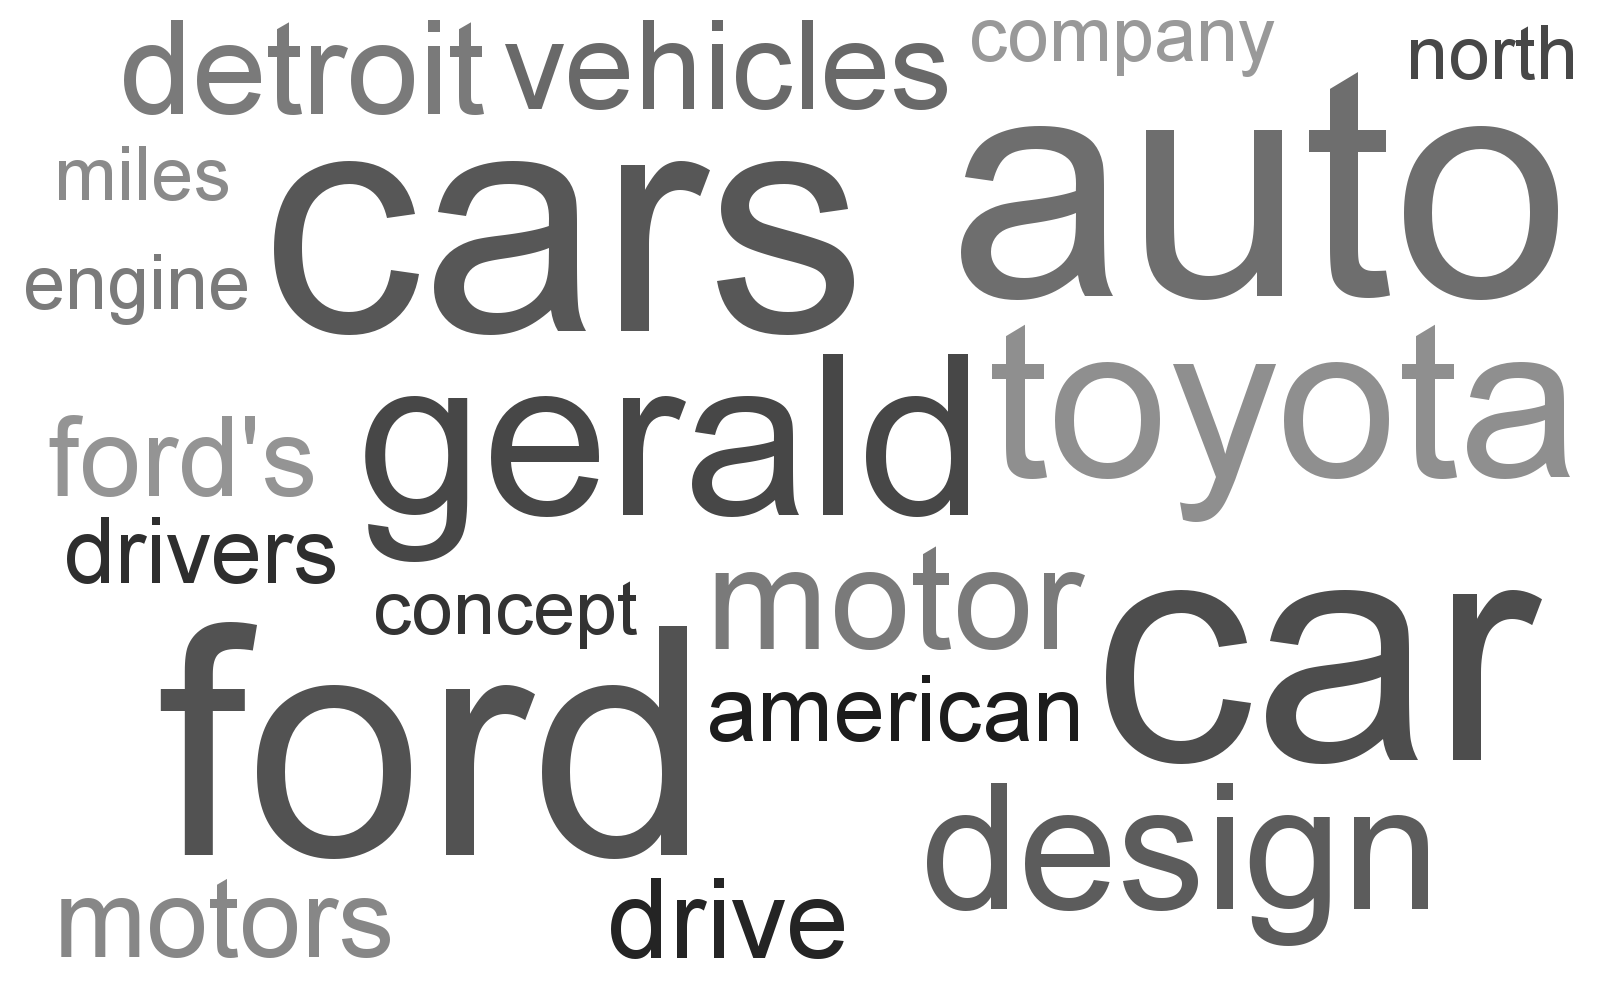 detroit vehicles company north
miles cars auto
engine
ford's gerald toyota
drivers
concept motor car
ford american
design
motors drive